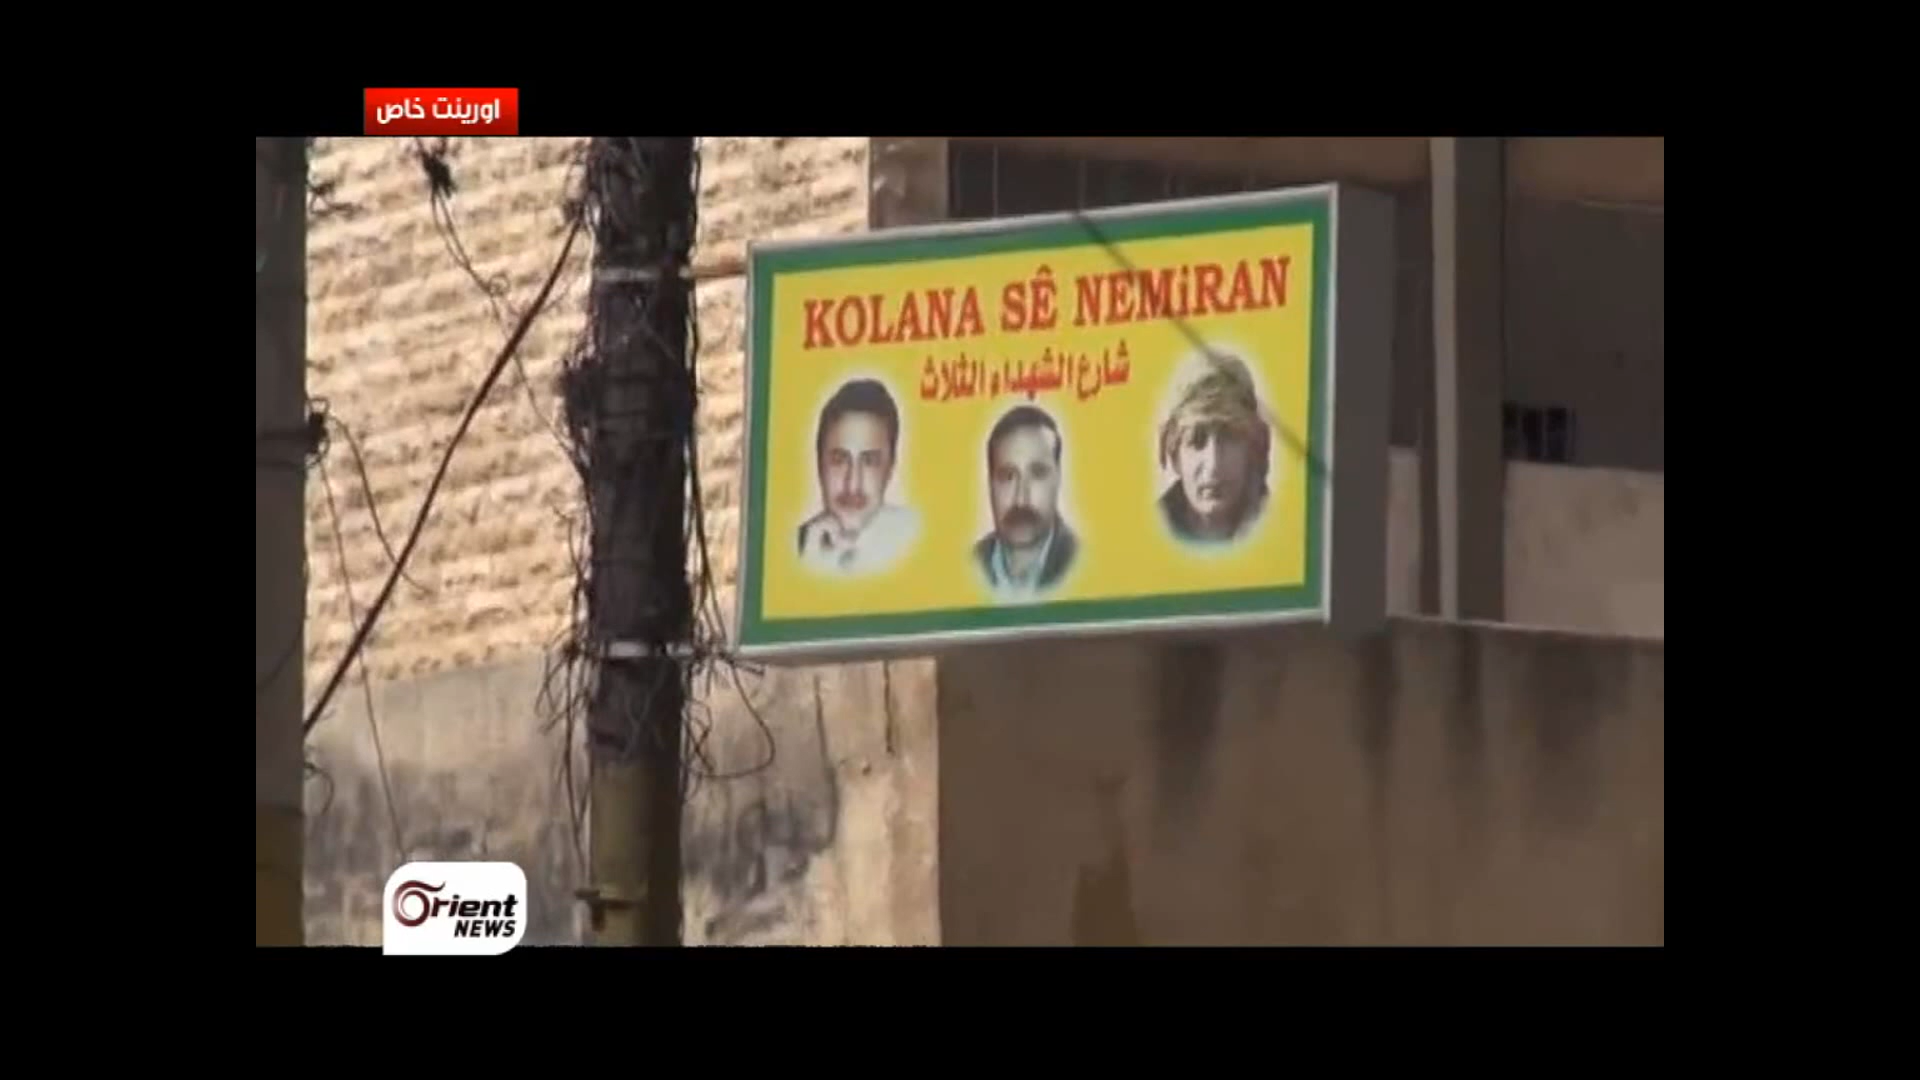 اورينت خاص
KOLANA SÊ NEMiRAN
شارع الشهداء الثلاث
Orient
NEWS